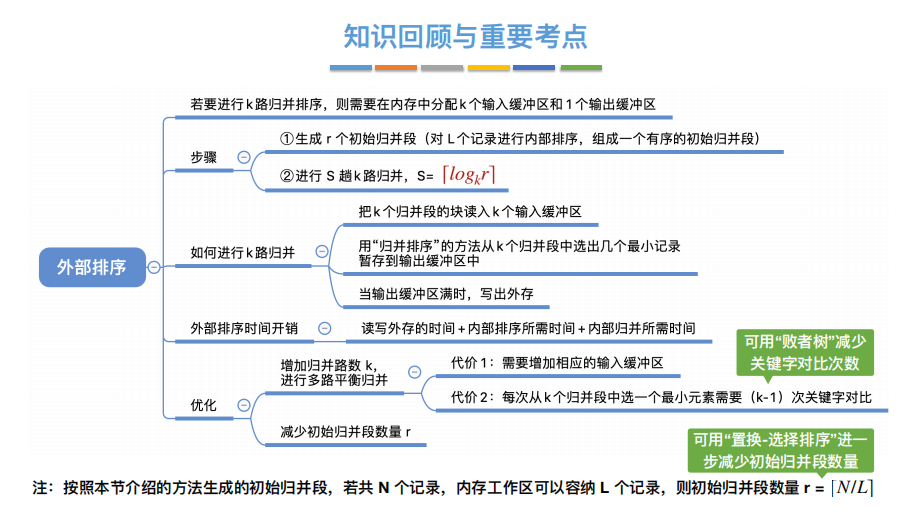 知识回顾与重要考点
若要进行k路归并排序，则需要在内存中分配k个输入缓冲区和1个输出缓冲区
步骤
①生成 r 个初始归并段（对 L个记录进行内部排序，组成一个有序的初始归并段）
②进行 S 趟k路归并，S= ⌈logₖr⌉
外部排序
如何进行k路归并
把k个归并段的块读入k个输入缓冲区
用“归并排序”的方法从k个归并段中选出几个最小记录
暂存到输出缓冲区中
当输出缓冲区满时，写出外存
外部排序时间开销
读写外存的时间+内部排序所需时间+内部归并所需时间
优化
增加归并路数 k，
进行多路平衡归并
代价1：需要增加相应的输入缓冲区
代价2：每次从k个归并段中选一个最小元素需要（k-1）次关键字对比
可用“败者树”减少
关键字对比次数
减少初始归并段数量 r
可用“置换-选择排序”进一
步减少初始归并段数量
注：按照本节介绍的方法生成的初始归并段，若共 N 个记录，内存工作区可以容纳 L 个记录，则初始归并段数量 r = ⌈N/L⌉